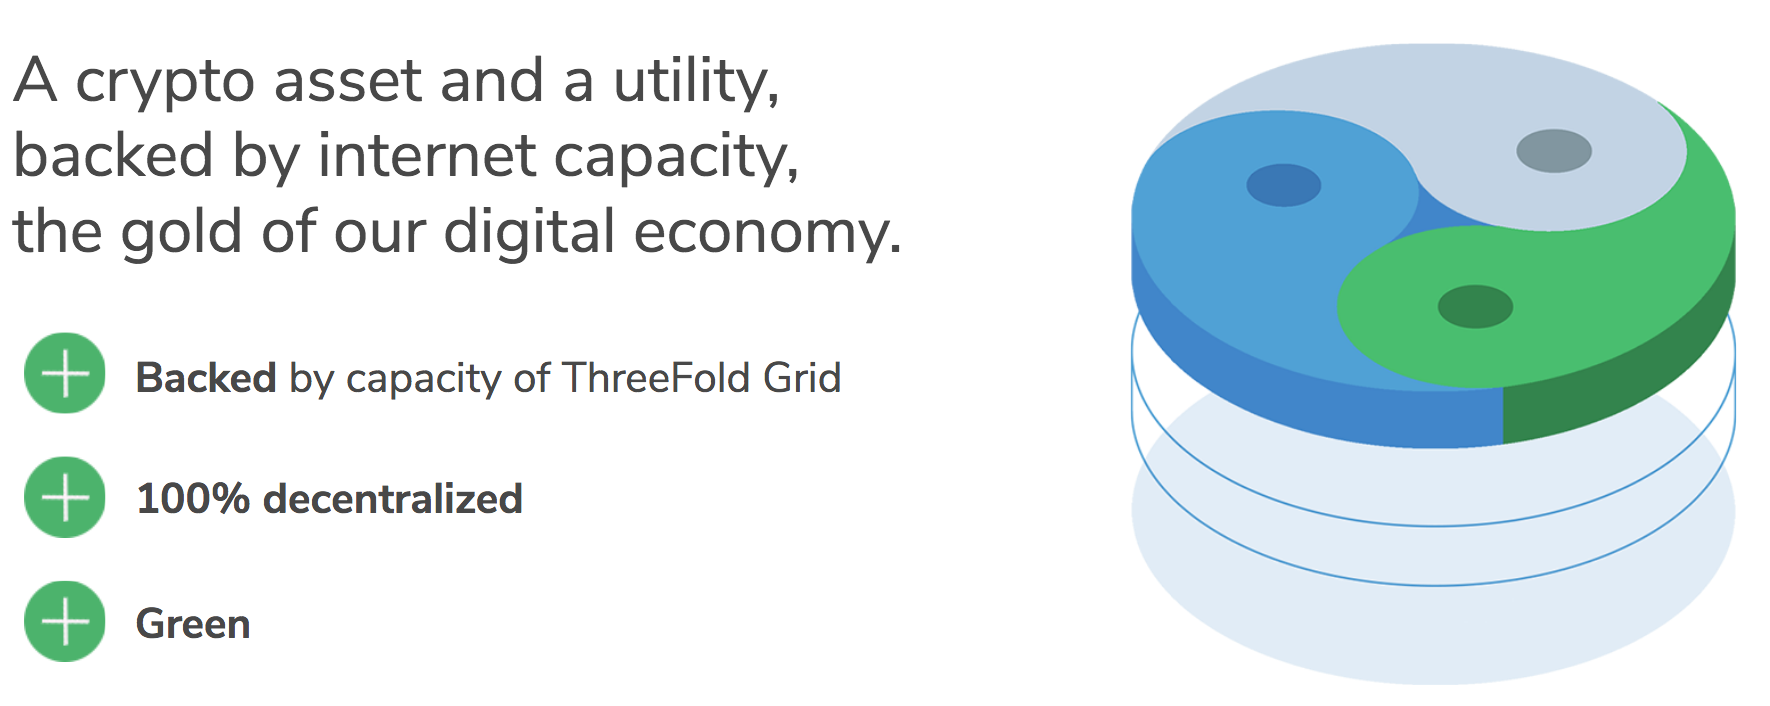 A crypto asset and a utility,
backed by internet capacity,
the gold of our digital economy.
Backed by capacity of ThreeFold Grid
100% decentralized
Green